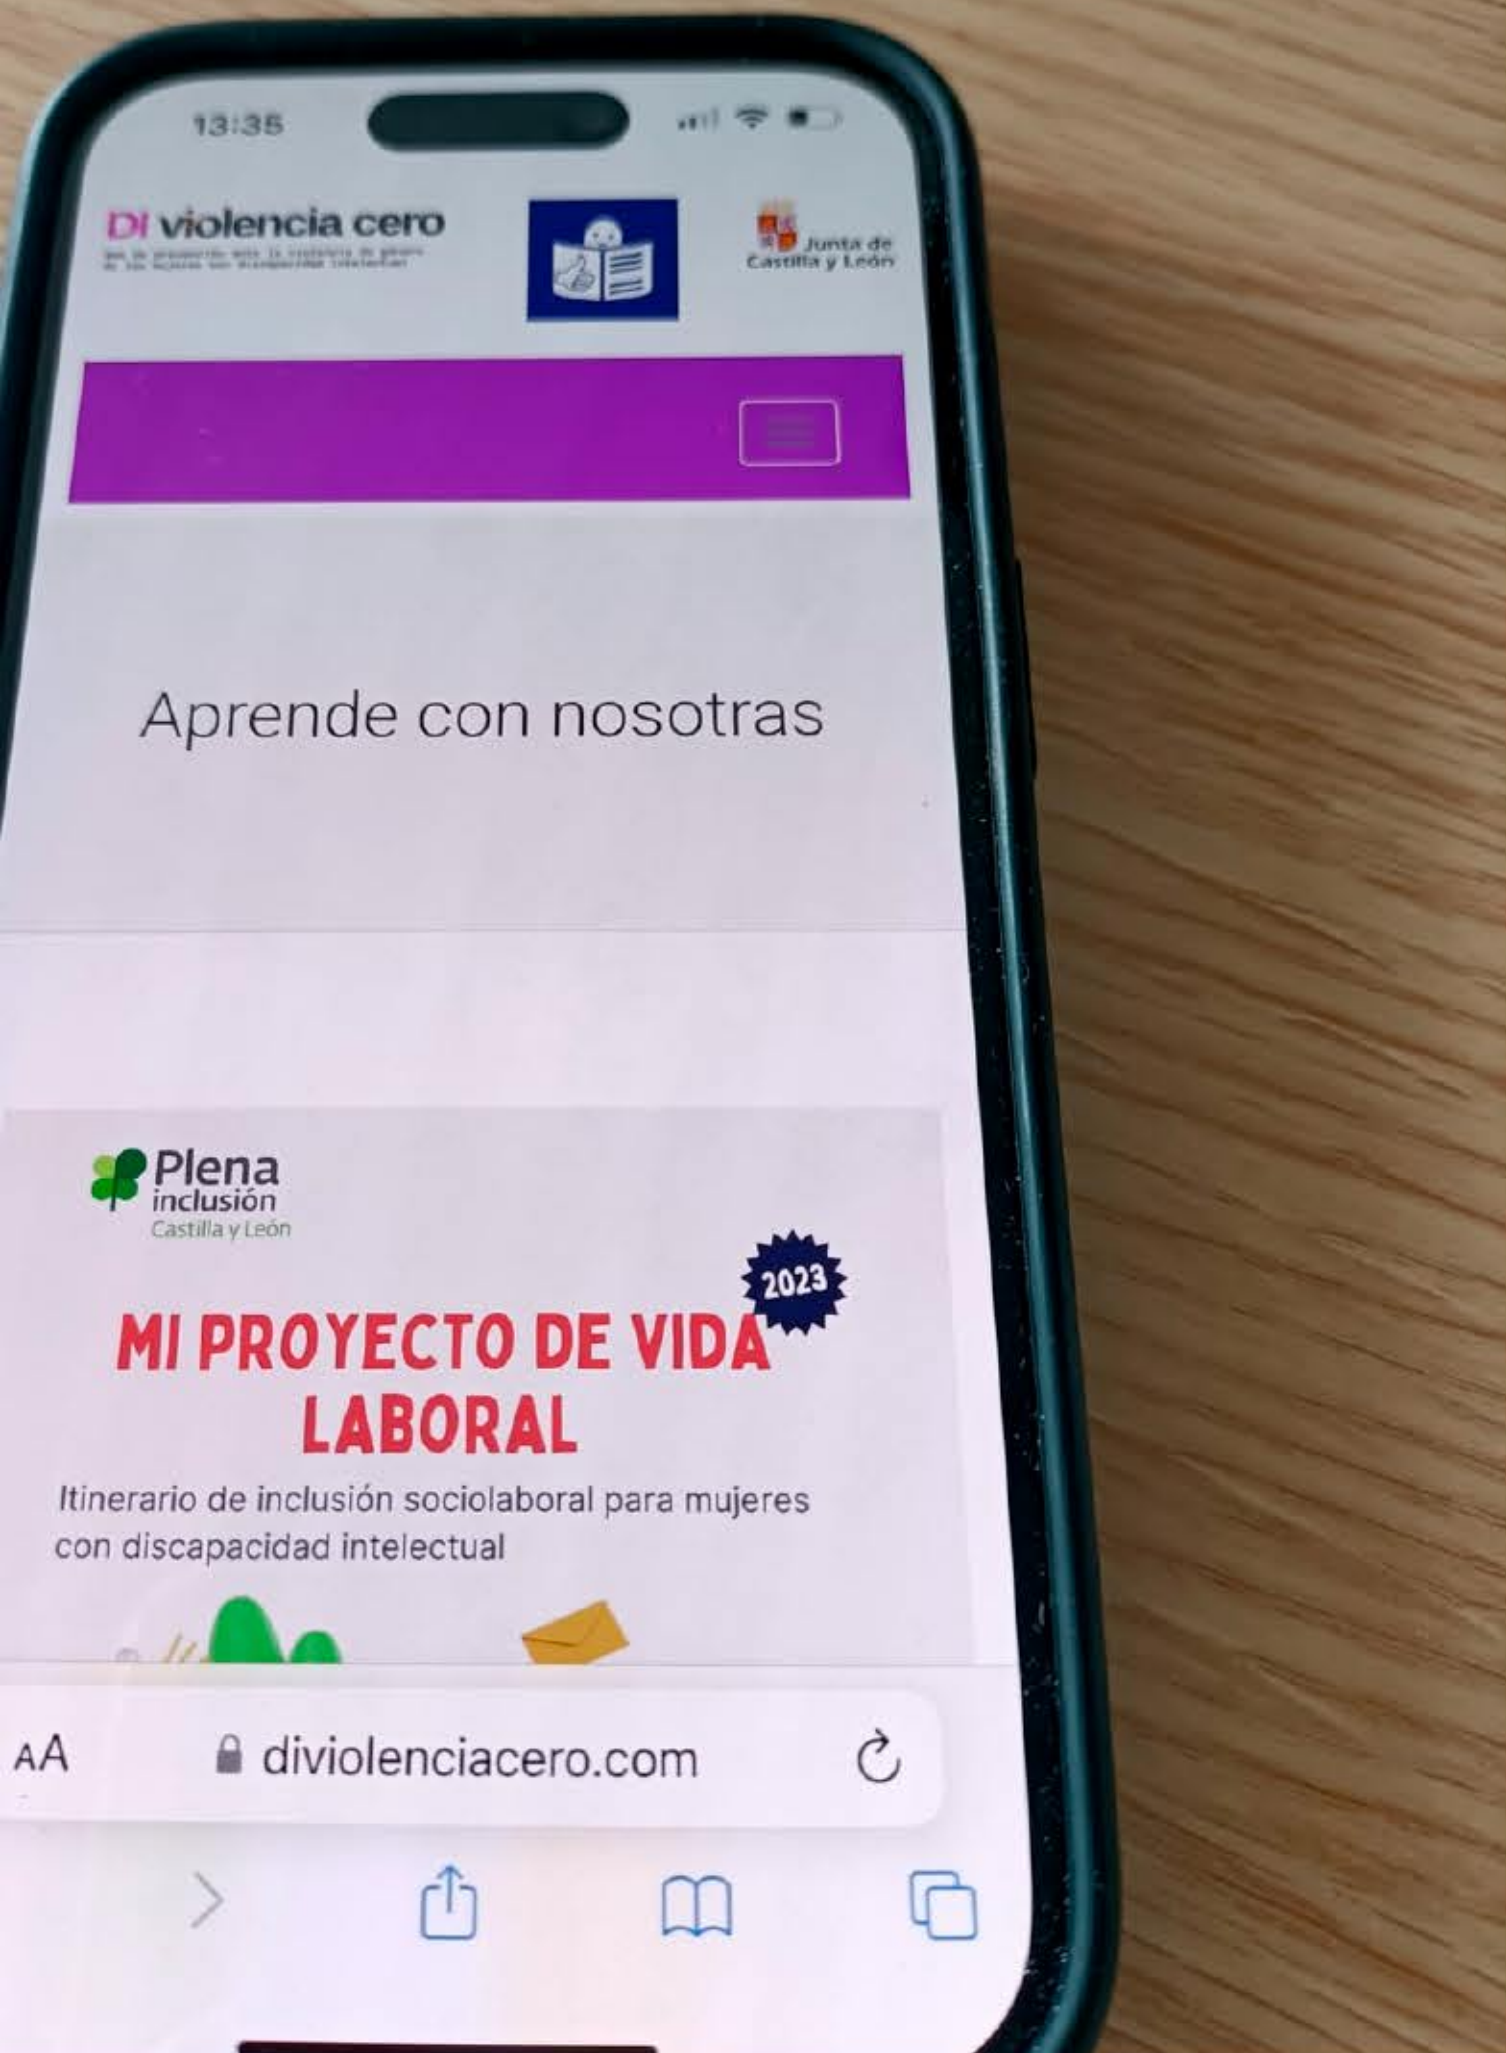 13:35
DI violencia cero
Junta de
Castilla y León
Aprende con nosotras
Plena
inclusión
Castilla y León
2023
MI PROYECTO DE VIDA
LABORAL
Itinerario de inclusión sociolaboral para mujeres
con discapacidad intelectual
AA
diviolenciacero.com